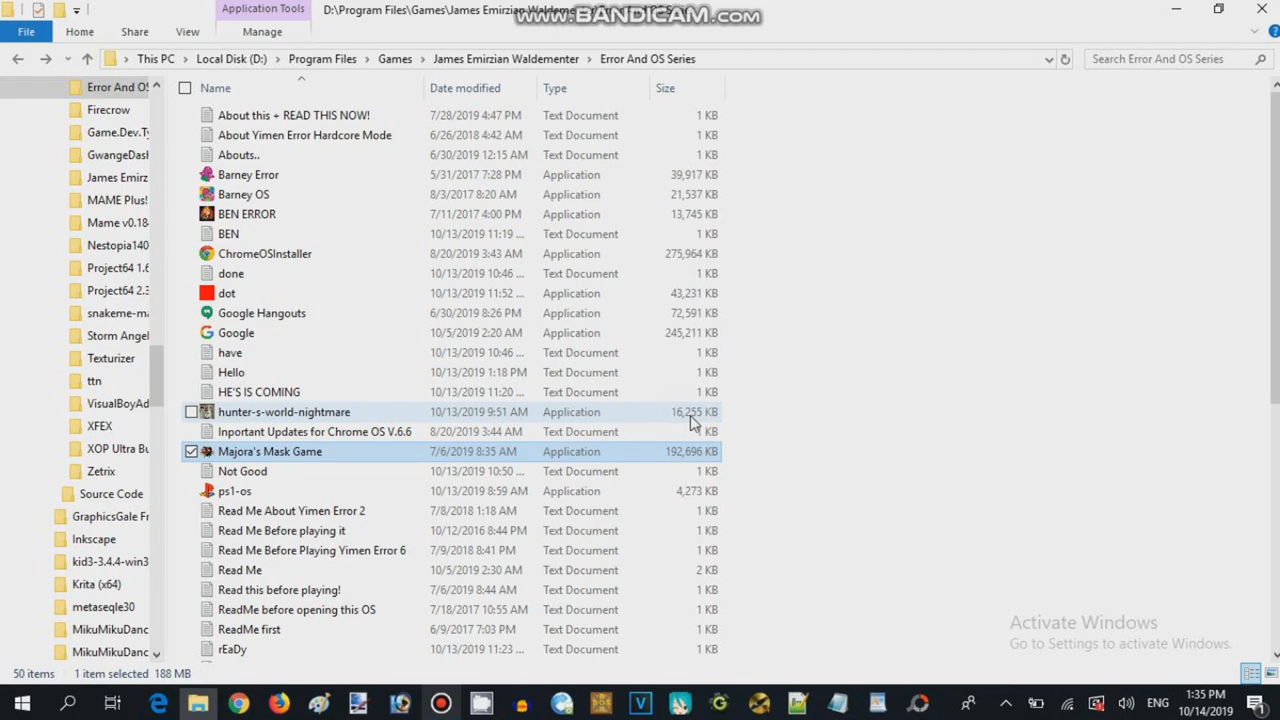 Application Tools
D:\Program Files\Games\James Emirzian Waldementer\Error And OS Series
www.BANDICAM.com
File Home Share View Manage
This PC Local Disk (D:) Program Files Games James Emirzian Waldementer Error And OS Series
Search Error And OS Series
Name Date modified Type Size
Error And OS
Firecrow
Game.Dev.Ty
GwangeDash
James Emirz
MAME Plus!
Mame v0.18
Nestopia140
Project64 1.6
Project64 2.3
snakeme-ma
Storm Angel
Texturizer
ttn
VisualBoyAd
XFEX
XOP Ultra Bu
Zetrix
Source Code
GraphicsGale Fr
Inkscape
kid3-3.4.4-win3
Krita (x64)
metaseqle30
MikuMikuDanc
MikuMikuDanc
About this + READ THIS NOW! 7/28/2019 4:47 PM Text Document 1 KB
About Yimen Error Hardcore Mode 6/26/2018 4:42 AM Text Document 1 KB
Abouts.. 6/30/2019 12:15 AM Text Document 1 KB
Barney Error 5/31/2017 7:28 PM Application 39,917 KB
Barney OS 8/3/2017 8:20 AM Application 21,537 KB
BEN ERROR 7/11/2017 4:00 PM Application 13,745 KB
BEN 10/13/2019 11:19 ... Text Document 1 KB
ChromeOSInstaller 8/20/2019 3:43 AM Application 275,964 KB
done 10/13/2019 10:46 ... Text Document 1 KB
dot 10/13/2019 11:52 ... Application 43,231 KB
Google Hangouts 6/30/2019 8:26 PM Application 72,591 KB
Google 10/5/2019 2:20 AM Application 245,211 KB
have 10/13/2019 10:46 ... Text Document 1 KB
Hello 10/13/2019 1:18 PM Text Document 1 KB
HE'S IS COMING 10/13/2019 11:20 ... Text Document 1 KB
hunter-s-world-nightmare 10/13/2019 9:51 AM Application 16,255 KB
Inportant Updates for Chrome OS V.6.6 8/20/2019 3:44 AM Text Document KB
Majora's Mask Game 7/6/2019 8:35 AM Application 192,696 KB
Not Good 10/13/2019 10:50 ... Text Document 1 KB
ps1-os 10/13/2019 8:59 AM Application 4,273 KB
Read Me About Yimen Error 2 7/8/2018 1:18 AM Text Document 1 KB
Read Me Before playing it 10/12/2016 8:44 PM Text Document 1 KB
Read Me Before Playing Yimen Error 6 7/9/2018 8:41 PM Text Document 1 KB
Read Me 10/5/2019 2:30 AM Text Document 2 KB
Read this before playing! 7/6/2019 8:44 AM Text Document 1 KB
ReadMe before opening this OS 7/18/2017 10:55 AM Text Document 1 KB
ReadMe first 6/9/2017 7:03 PM Text Document 1 KB
rEaDy 10/13/2019 11:23 ... Text Document 1 KB
Activate Windows
Go to Settings to activate Windows.
50 items 1 item selected 188 MB
ENG
1:35 PM
10/14/2019